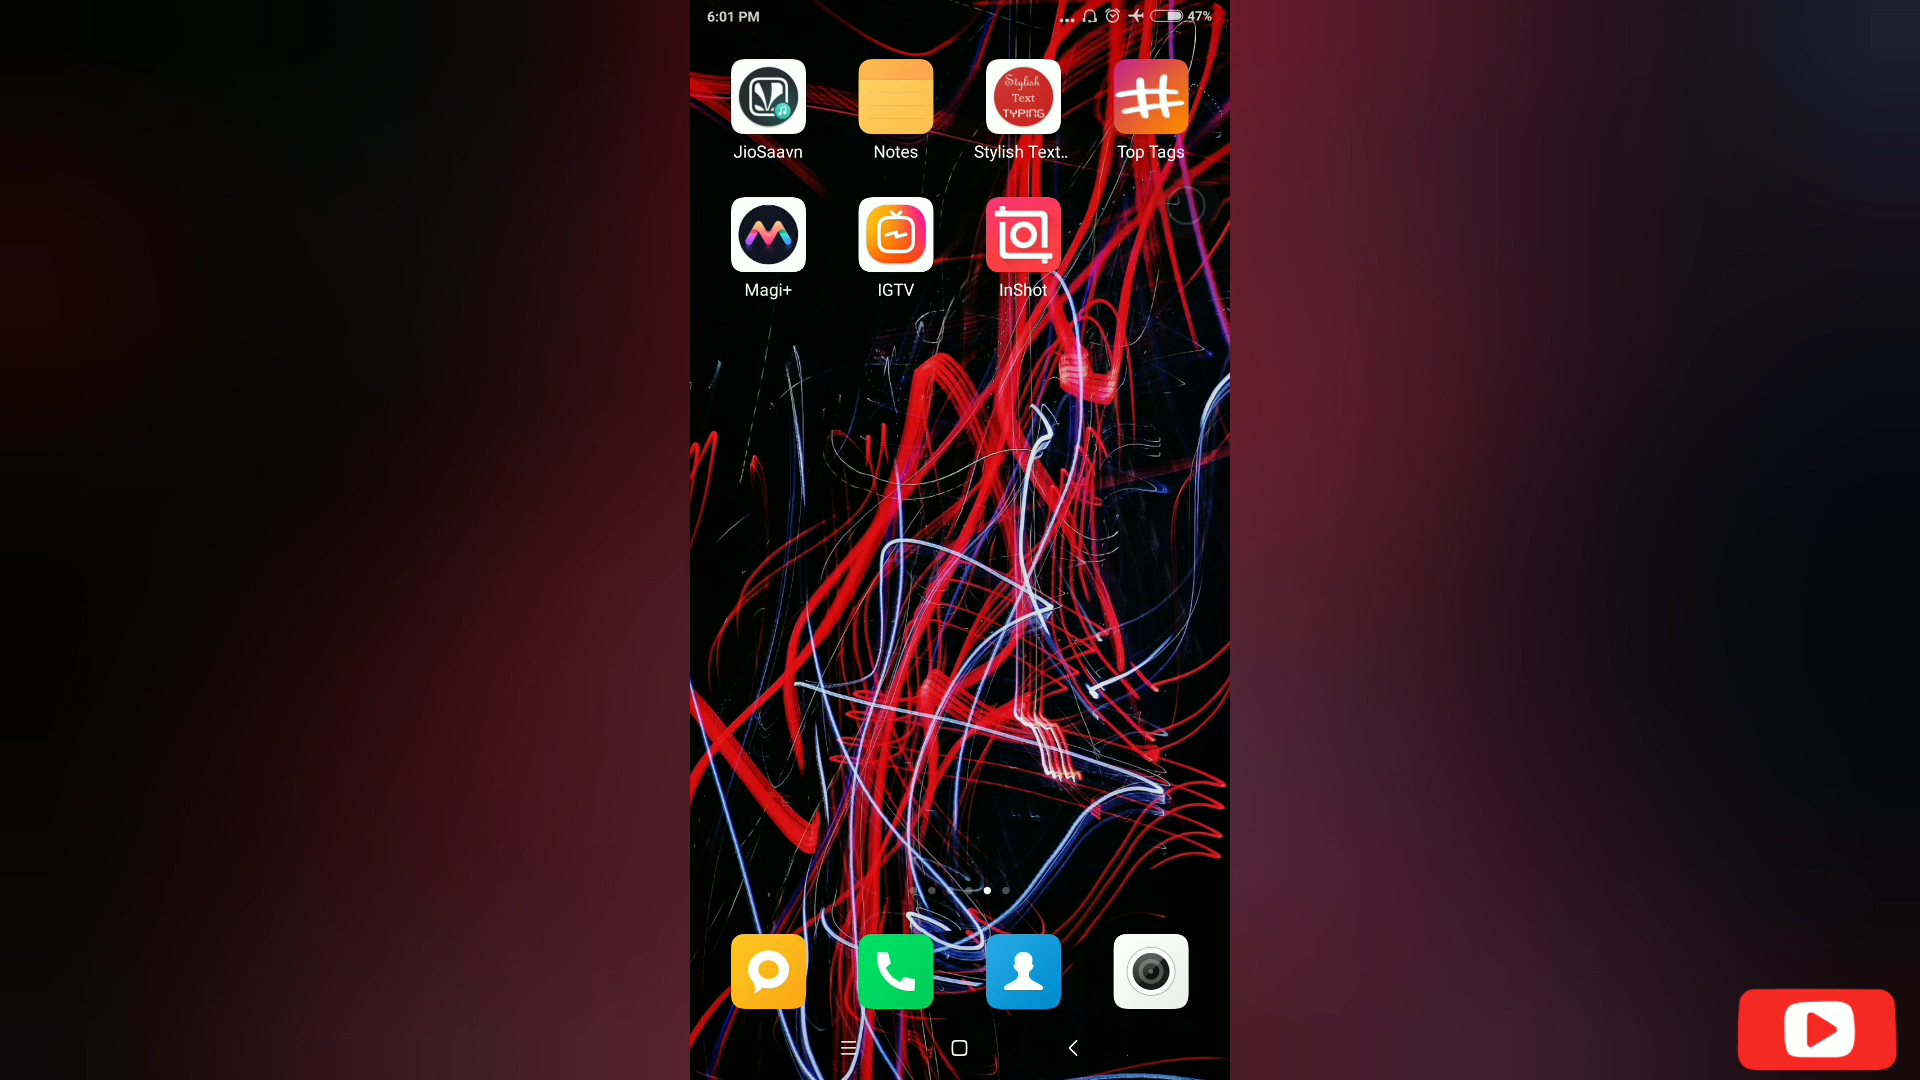 6:01 PM
47%
Stylish
Text
TYPING
JioSaavn
Notes
Stylish Text..
Top Tags
Magi+
IGTV
InShot